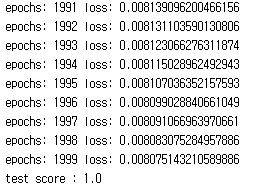 epochs: 1991 loss: 0.008139096200466156
epochs: 1992 loss: 0.00813110359013​0806
epochs: 1993 loss: 0.008123066276311874
epochs: 1994 loss: 0.008115028962492943
epochs: 1995 loss: 0.008107036352157593
epochs: 1996 loss: 0.008099028840661049
epochs: 1997 loss: 0.008091066963970661
epochs: 1998 loss: 0.008083075284957886
epochs: 1999 loss: 0.008075143210589886
test score : 1.0